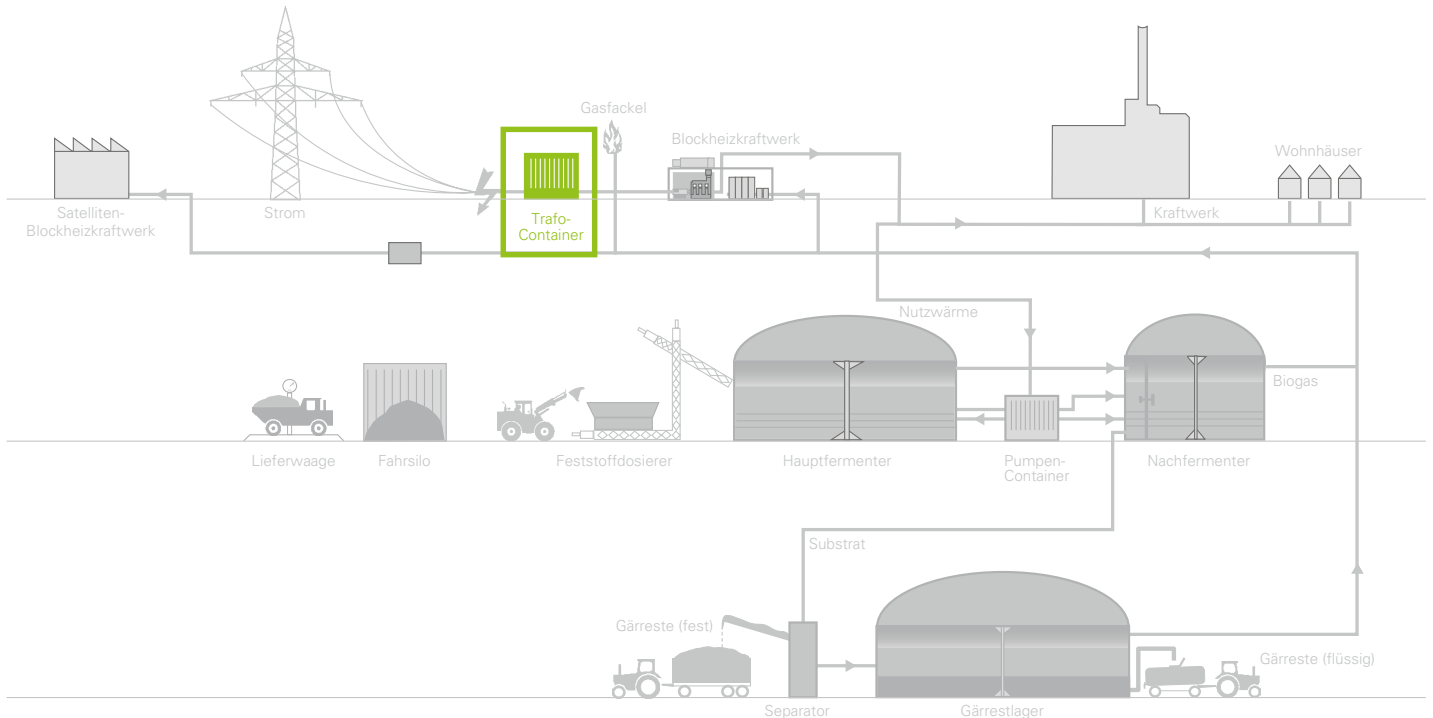 Gasfackel
Blockheizkraftwerk
Wohnhäuser
Satelliten-
Blockheizkraftwerk
Strom
Trafo-
Container
Kraftwerk
Nutzwärme
Biogas
Lieferwaage
Fahrsilo
Feststoffdosierer
Hauptfermenter
Pumpen-
Container
Nachfermenter
Substrat
Gärreste (fest)
Gärreste (flüssig)
Separator
Gärrestlager